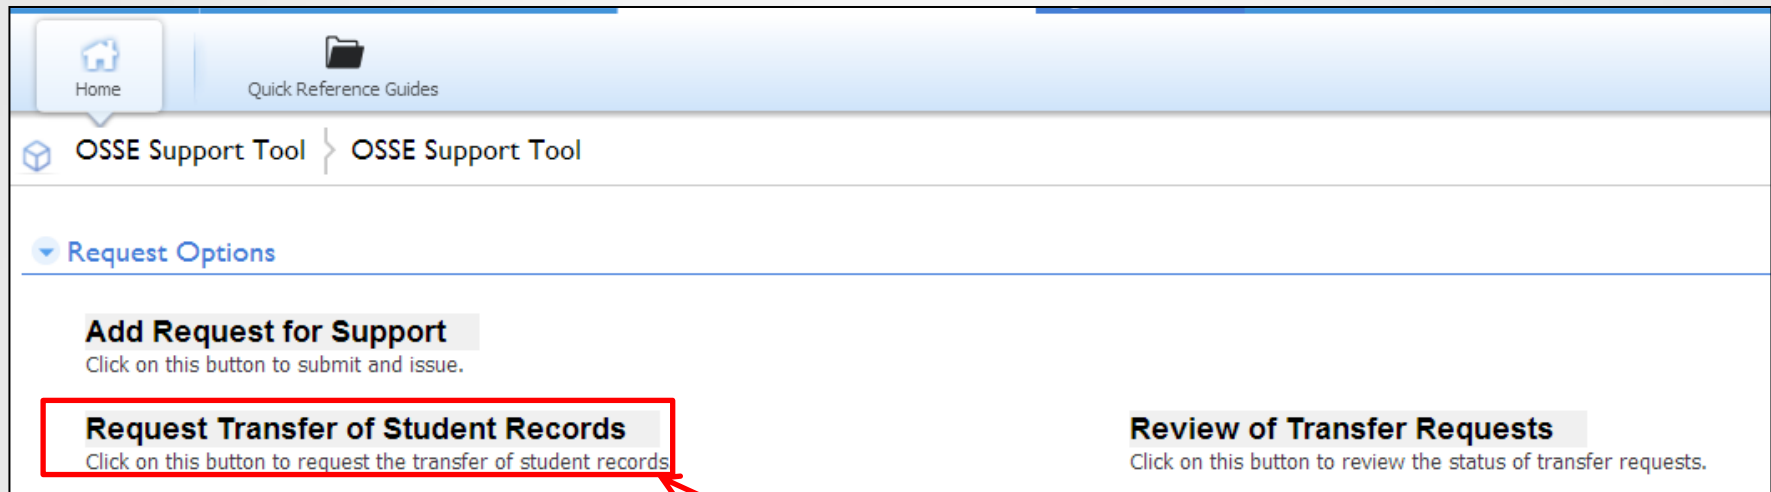 Home
Quick Reference Guides
OSSE Support Tool OSSE Support Tool
Request Options
Add Request for Support
Click on this button to submit and issue.
Request Transfer of Student Records
Click on this button to request the transfer of student records
Review of Transfer Requests
Click on this button to review the status of transfer requests.